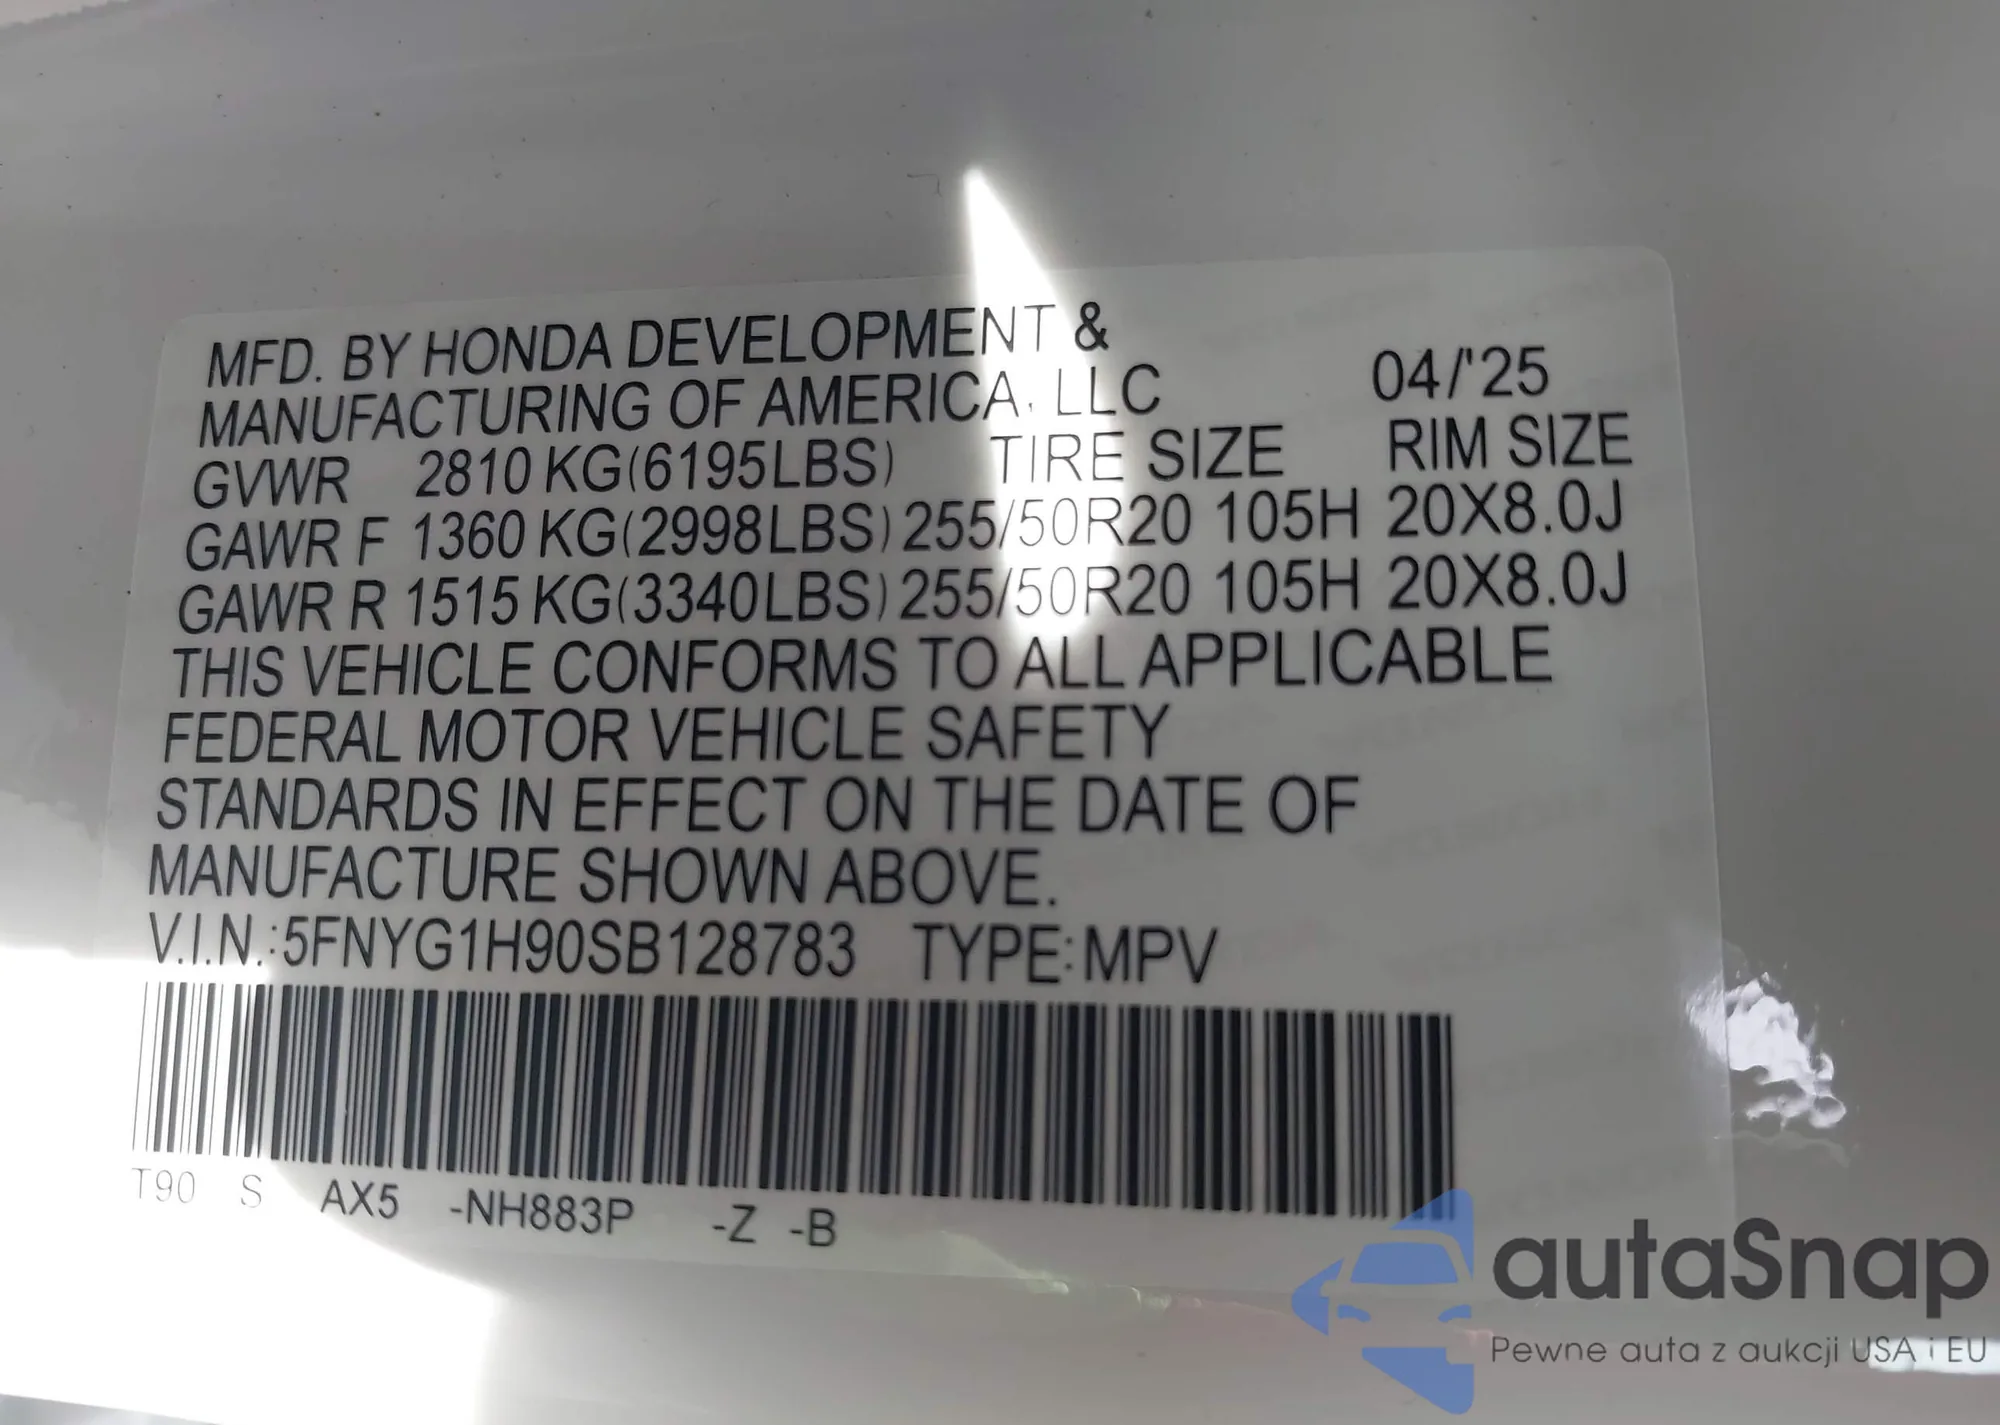 MFD. BY HONDA DEVELOPMENT &
MANUFACTURING OF AMERICA, LLC 04/'25
GVWR 2810 KG(6195LBS) TIRE SIZE RIM SIZE
GAWR F 1360 KG(2998LBS) 255/50R20 105H 20X8.0J
GAWR R 1515 KG(3340LBS) 255/50R20 105H 20X8.0J
THIS VEHICLE CONFORMS TO ALL APPLICABLE
FEDERAL MOTOR VEHICLE SAFETY
STANDARDS IN EFFECT ON THE DATE OF
MANUFACTURE SHOWN ABOVE.
V.I.N.:5FNYG1H90SB128783 TYPE:MPV
T90 S AX5 -NH883P -Z -B
autaSnap
Pewne auta z aukcji USA i EU